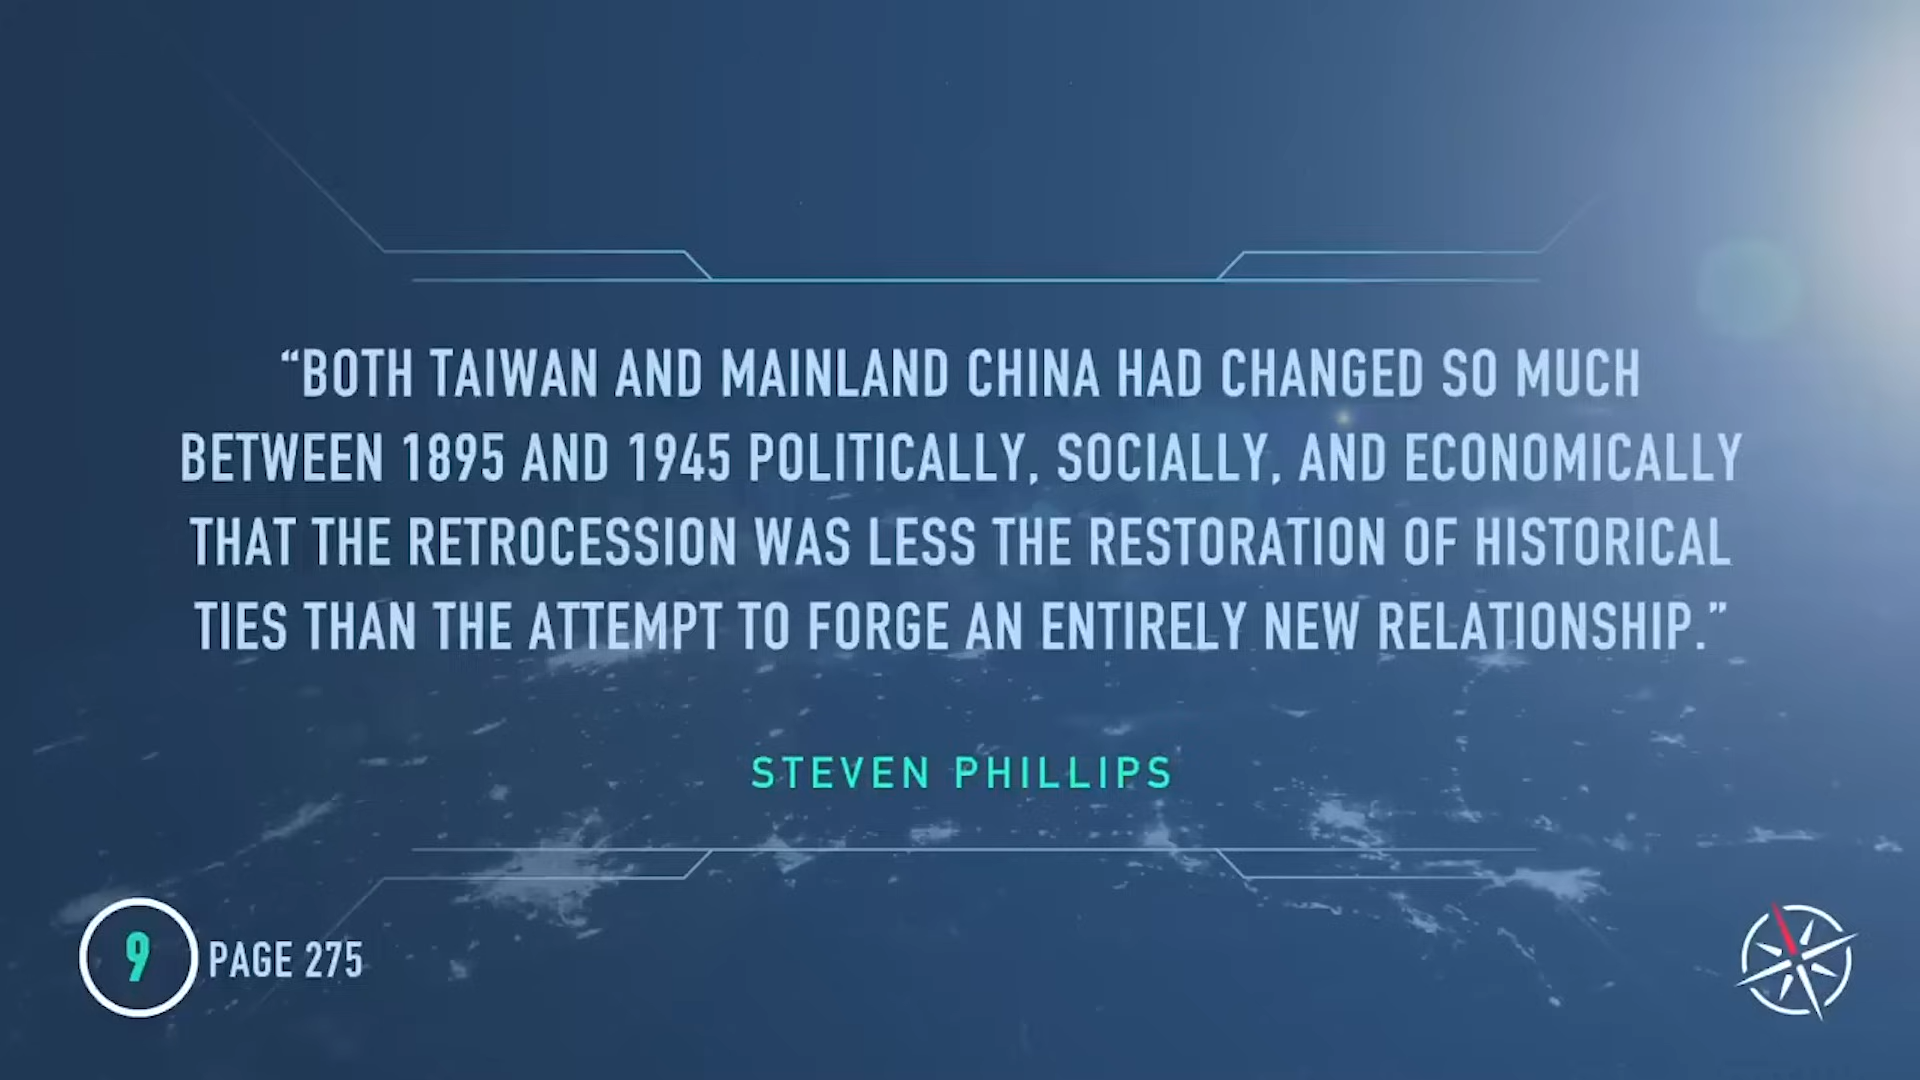 “BOTH TAIWAN AND MAINLAND CHINA HAD CHANGED SO MUCH
BETWEEN 1895 AND 1945 POLITICALLY, SOCIALLY, AND ECONOMICALLY
THAT THE RETROCESSION WAS LESS THE RESTORATION OF HISTORICAL
TIES THAN THE ATTEMPT TO FORGE AN ENTIRELY NEW RELATIONSHIP.”
STEVEN PHILLIPS
9 PAGE 275